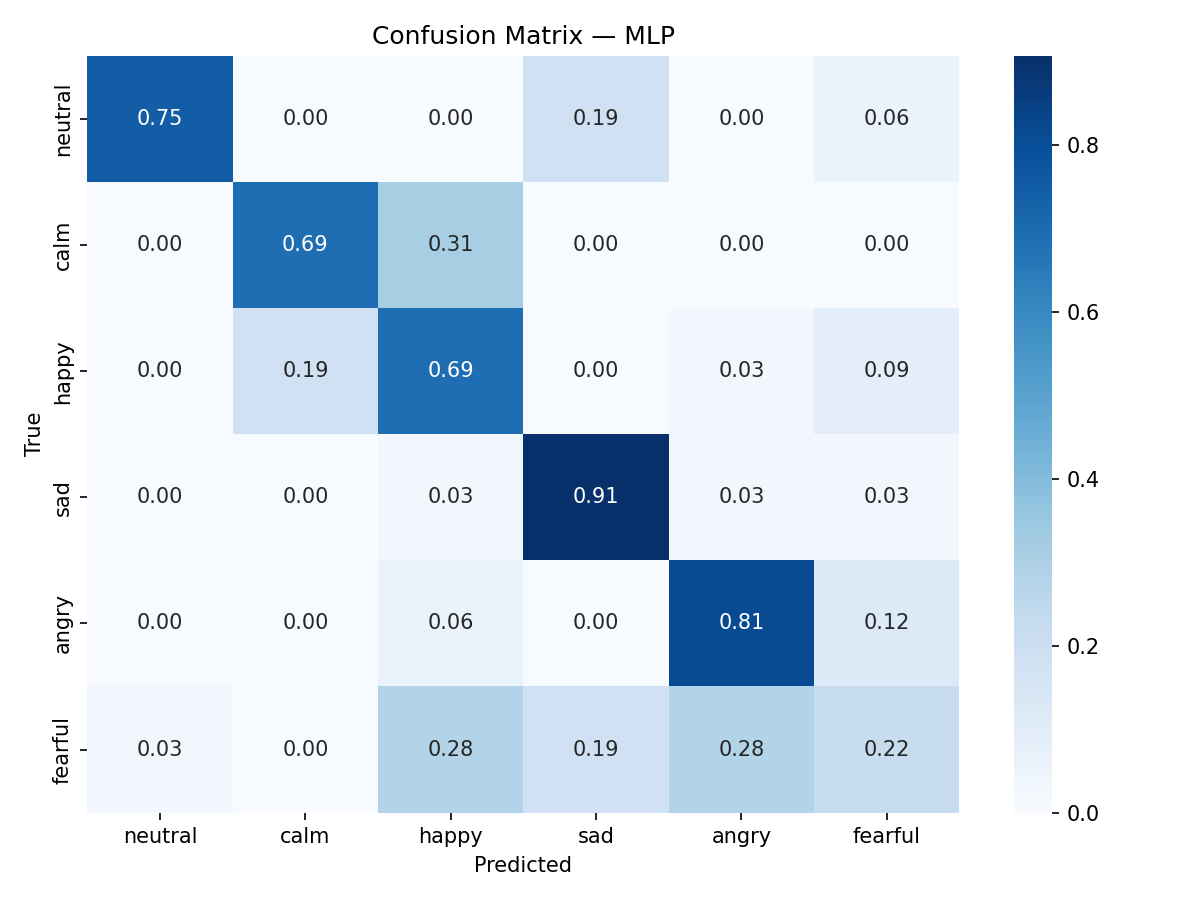 Confusion Matrix — MLP
neutral 0.75 0.00 0.00 0.19 0.00 0.06
calm 0.00 0.69 0.31 0.00 0.00 0.00
happy 0.00 0.19 0.69 0.00 0.03 0.09
sad 0.00 0.00 0.03 0.91 0.03 0.03
angry 0.00 0.00 0.06 0.00 0.81 0.12
fearful 0.03 0.00 0.28 0.19 0.28 0.22
True
neutral calm happy sad angry fearful
Predicted
0.8
0.6
0.4
0.2
0.0